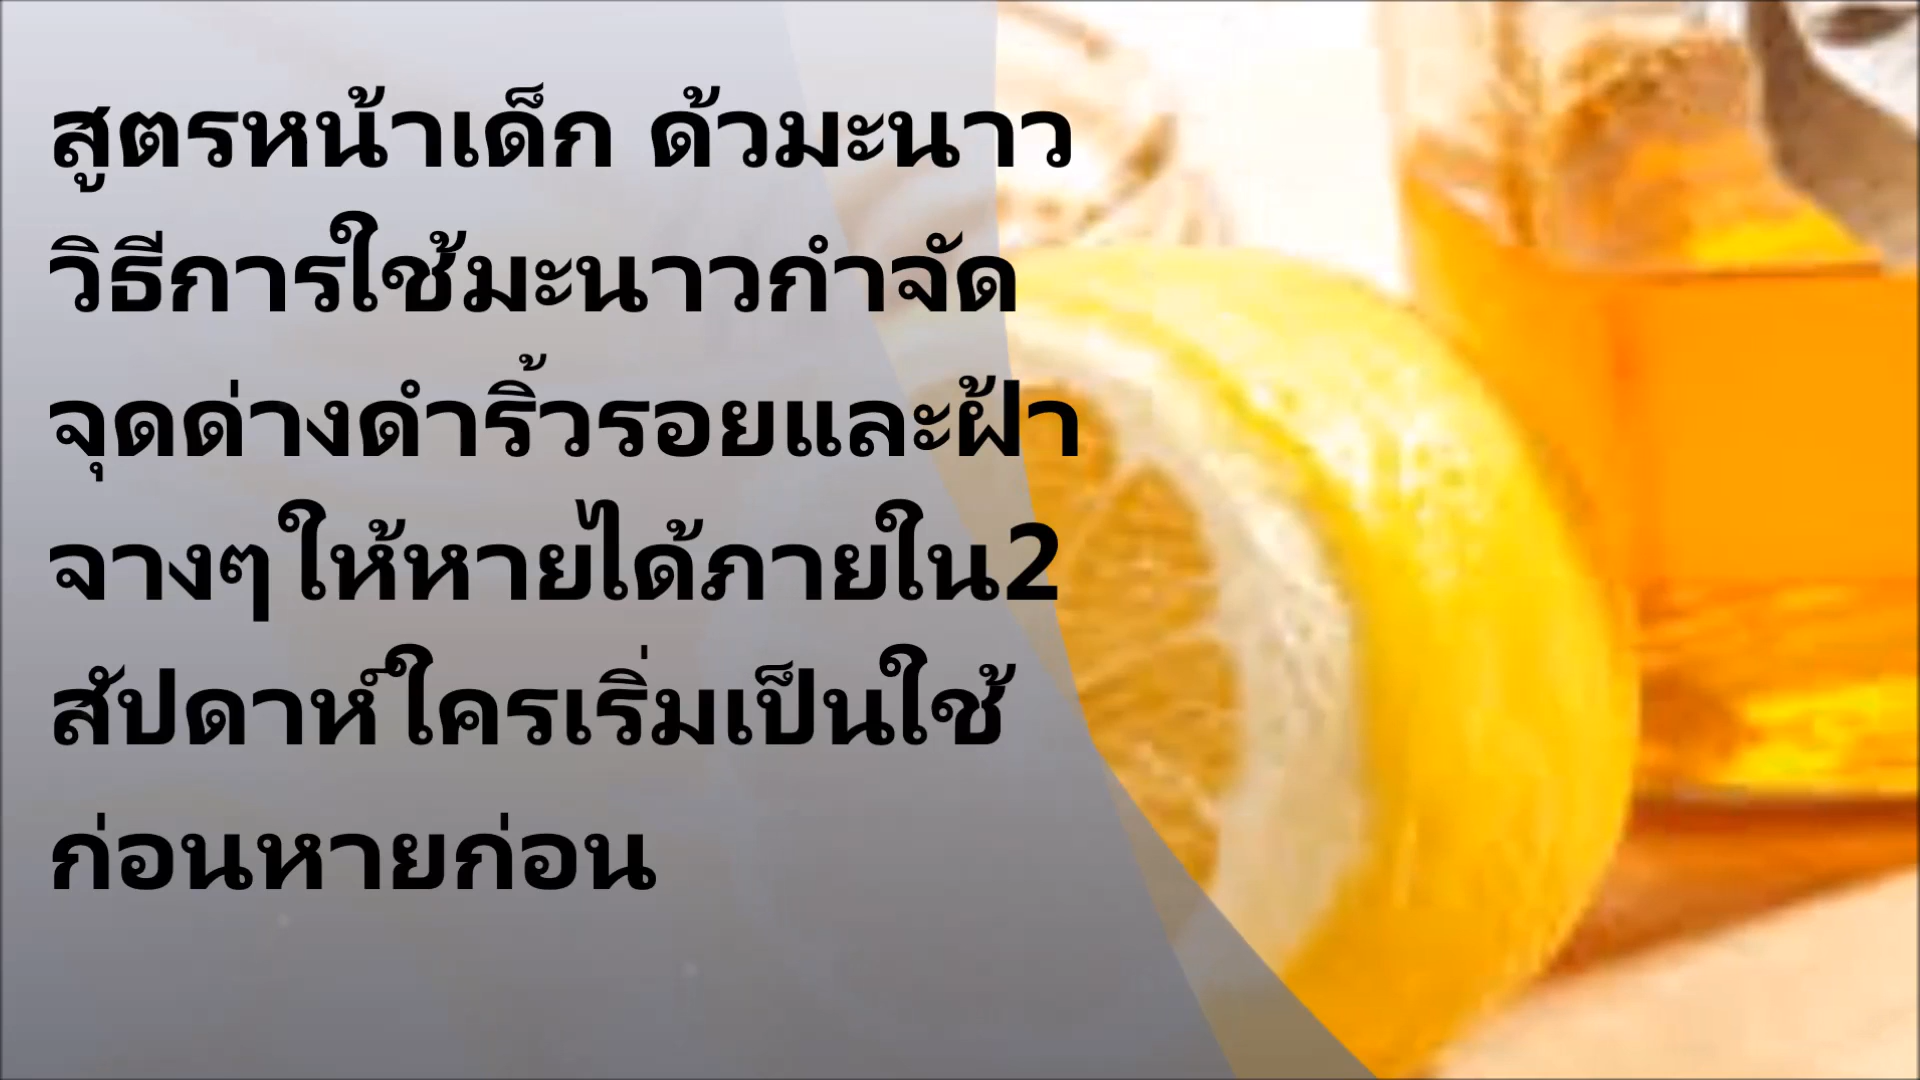 สูตรหน้าเด็ก ด้วมะนาว
วิธีการใช้มะนาวกำจัด
จุดด่างดำริ้วรอยและฝ้า
จางๆให้หายได้ภายใน2
สัปดาห์ใครเริ่มเป็นใช้
ก่อนหายก่อน